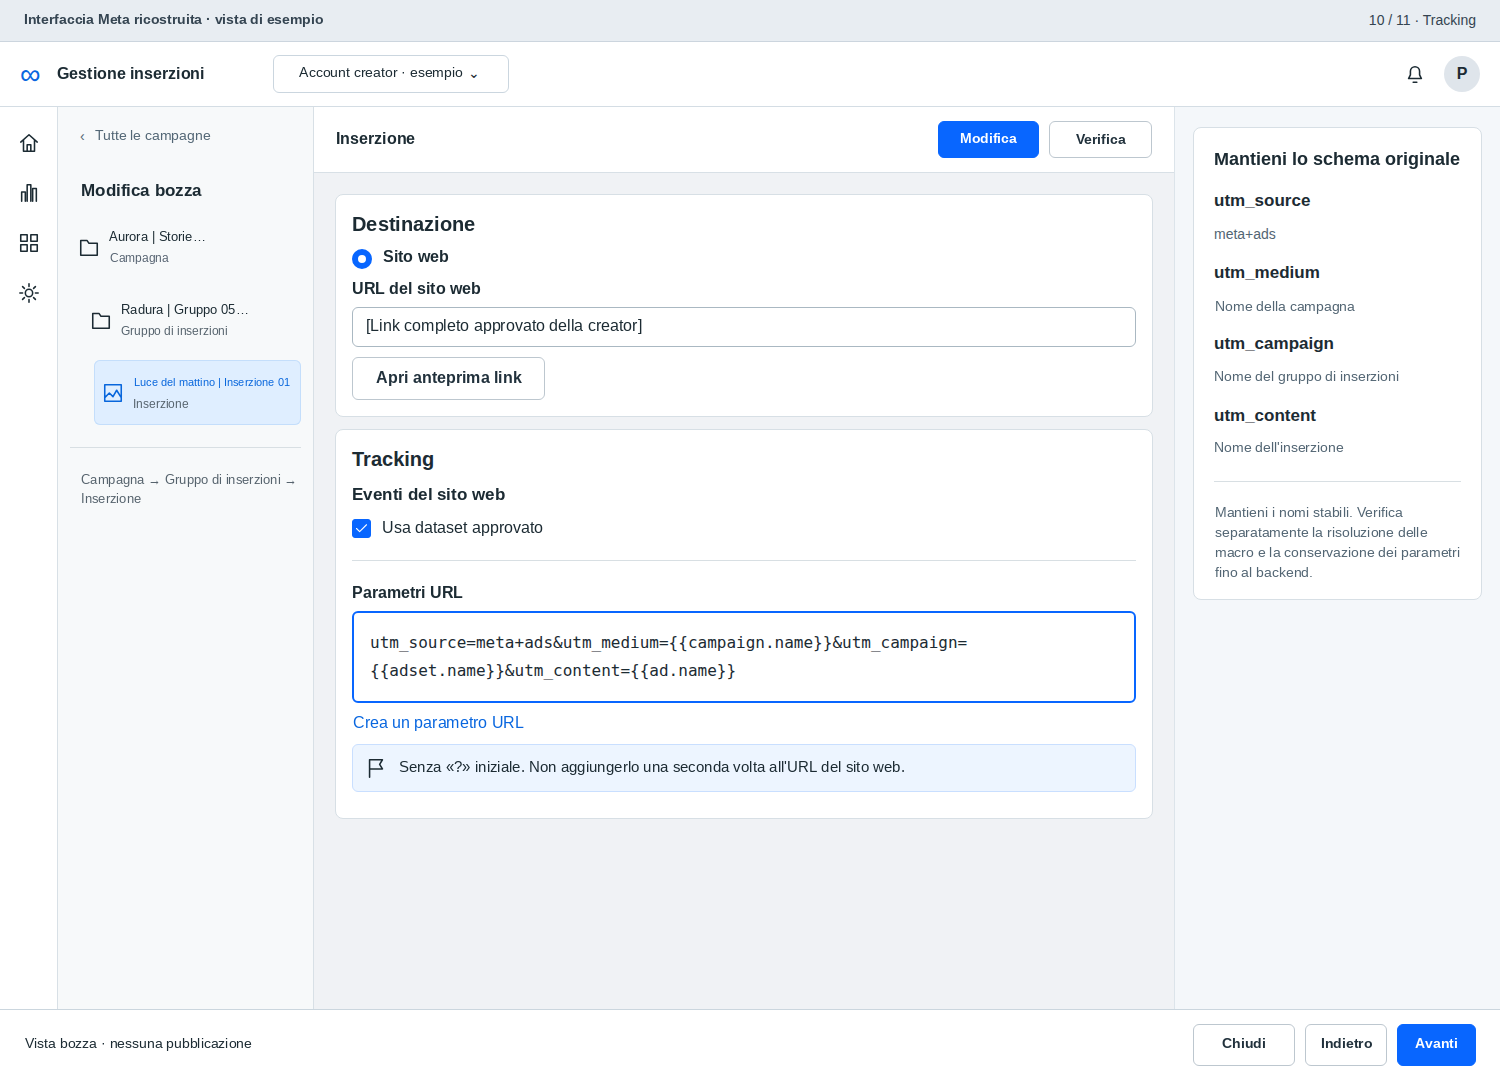 Interfaccia Meta ricostruita · vista di esempio
10 / 11 · Tracking
Gestione inserzioni
Account creator · esempio ⌄
P
‹ Tutte le campagne
Modifica bozza
Aurora | Storie…
Campagna
Radura | Gruppo 05…
Gruppo di inserzioni
Luce del mattino | Inserzione 01
Inserzione
Campagna → Gruppo di inserzioni →
Inserzione
Inserzione
Modifica
Verifica
Destinazione
Sito web
URL del sito web
[Link completo approvato della creator]
Apri anteprima link
Tracking
Eventi del sito web
Usa dataset approvato
Parametri URL
utm_source=meta+ads&utm_medium={{campaign.name}}&utm_campaign=
{{adset.name}}&utm_content={{ad.name}}
Crea un parametro URL
Senza «?» iniziale. Non aggiungerlo una seconda volta all'URL del sito web.
Mantieni lo schema originale
utm_source
meta+ads
utm_medium
Nome della campagna
utm_campaign
Nome del gruppo di inserzioni
utm_content
Nome dell'inserzione
Mantieni i nomi stabili. Verifica
separatamente la risoluzione delle
macro e la conservazione dei parametri
fino al backend.
Vista bozza · nessuna pubblicazione
Chiudi
Indietro
Avanti